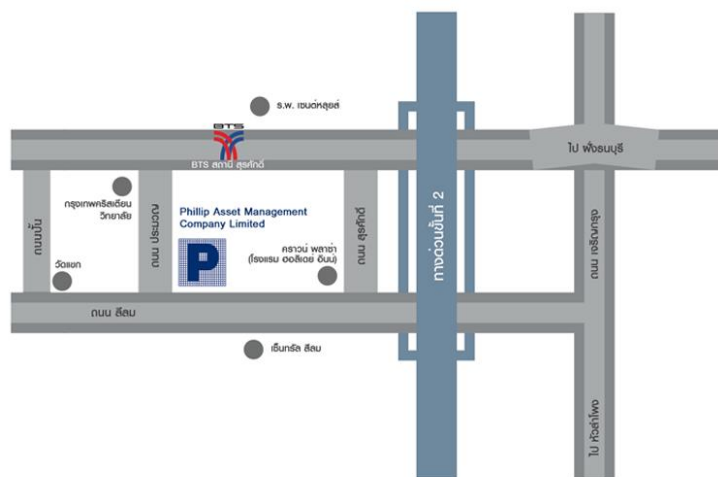 ร.พ. เซนต์หลุยส์
BTS
BTS สถานี สุรศักดิ์
ไป ฝั่งธนบุรี
กรุงเทพคริสเตียน
วิทยาลัย
Phillip Asset Management
Company Limited
P
คราวน์ พลาซ่า
(โรงแรม ฮอลิเดย์ อินน์)
วัดแขก
ถนนปั้น
ถนน ประมวญ
ถนน สุรศักดิ์
ทางด่วนขั้นที่ 2
ถนน เจริญกรุง
ถนน สีลม
เซ็นทรัล สีลม
ไป หัวลำโพง